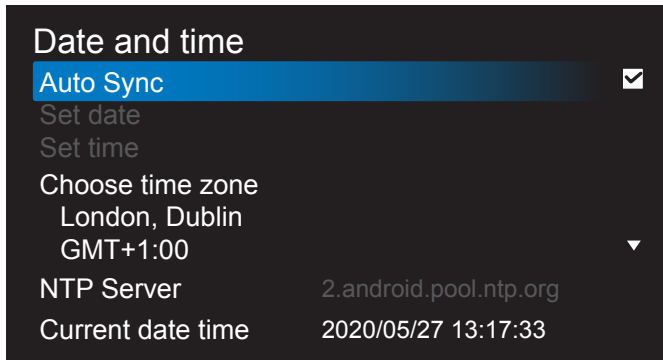 Date and time
Auto Sync
Set date
Set time
Choose time zone
London, Dublin
GMT+1:00
NTP Server 2.android.pool.ntp.org
Current date time 2020/05/27 13:17:33